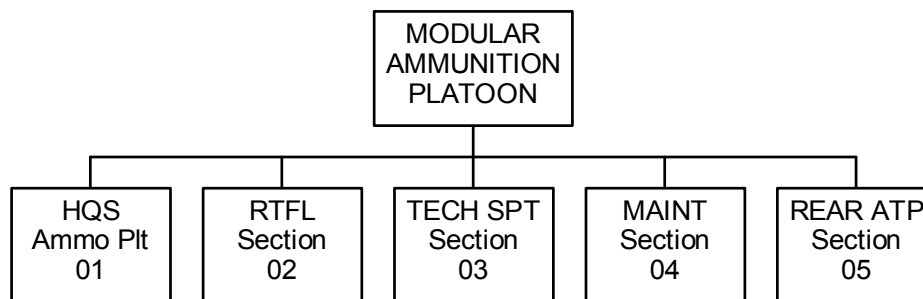 MODULAR
AMMUNITION
PLATOON
HQS
Ammo Plt
01
RTFL
Section
02
TECH SPT
Section
03
MAINT
Section
04
REAR ATP
Section
05